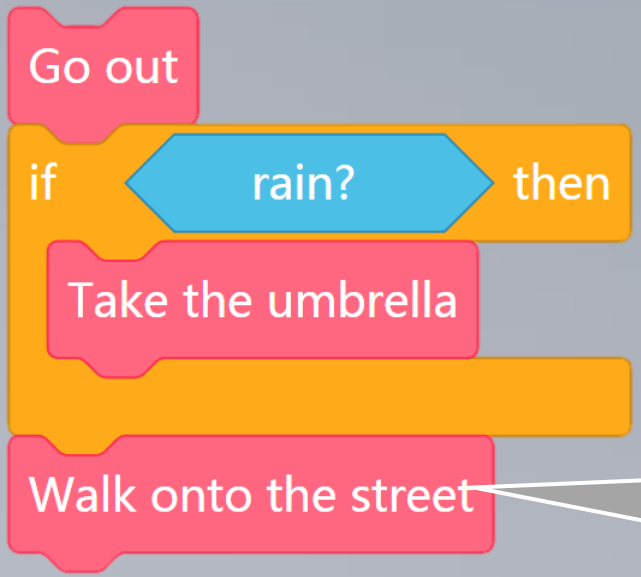 Go out
if rain? then
Take the umbrella
Walk onto the street